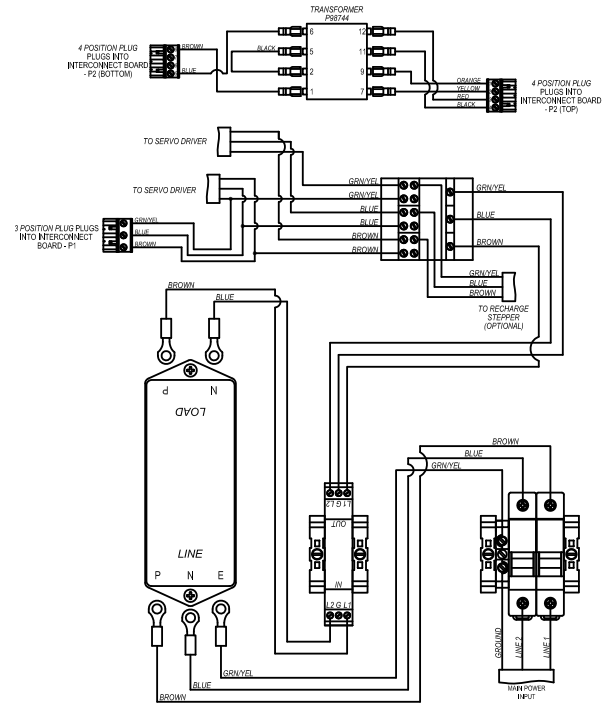 TRANSFORMER
P98744
4 POSITION PLUG
PLUGS INTO
INTERCONNECT BOARD
- P2 (BOTTOM)
BROWN
BLUE
BLACK
6
5
2
1
12
11
9
7
ORANGE
YELLOW
RED
BLACK
4 POSITION PLUG
PLUGS INTO
INTERCONNECT BOARD
- P2 (TOP)
TO SERVO DRIVER
TO SERVO DRIVER
3 POSITION PLUG PLUGS
INTO INTERCONNECT
BOARD - P1
GRN/YEL
BLUE
BROWN
GRN/YEL
GRN/YEL
BLUE
BLUE
BROWN
BROWN
GRN/YEL
BLUE
BROWN
GRN/YEL
BLUE
BROWN
TO RECHARGE
STEPPER
(OPTIONAL)
BROWN
BLUE
P N
LOAD
LINE
P N E
L2 G L1
OUT
IN
L2 G L1
BROWN
BLUE
GRN/YEL
GROUND
LINE 2
LINE 1
MAIN POWER
INPUT
GRN/YEL
BLUE
BROWN